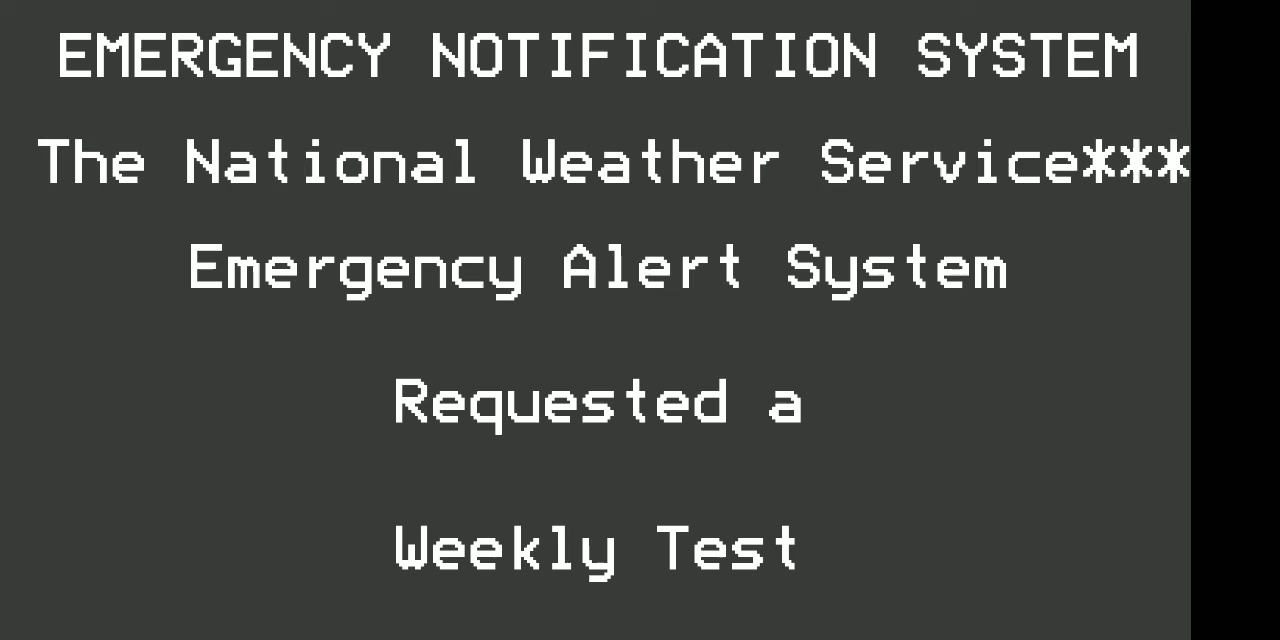 EMERGENCY NOTIFICATION SYSTEM
The National Weather Service***
Emergency Alert System
Requested a
Weekly Test